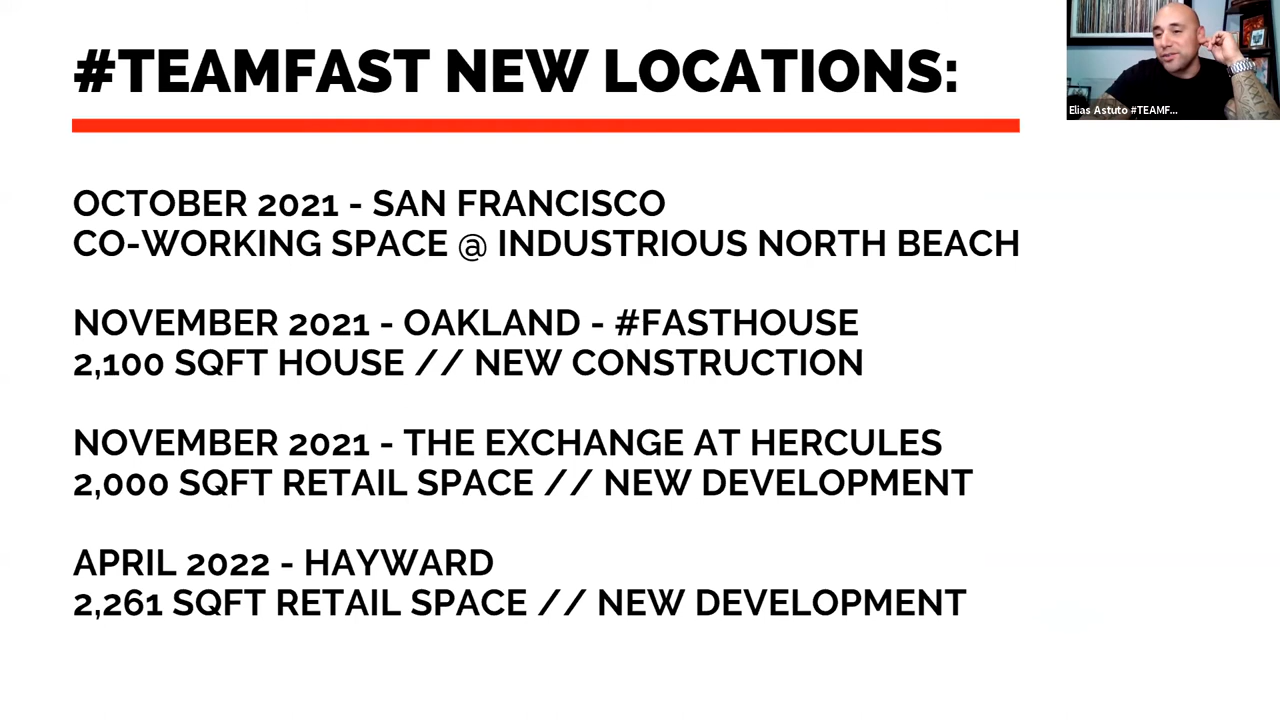 #TEAMFAST NEW LOCATIONS:
Elias Astuto #TEAMF...
OCTOBER 2021 - SAN FRANCISCO
CO-WORKING SPACE @ INDUSTRIOUS NORTH BEACH
NOVEMBER 2021 - OAKLAND - #FASTHOUSE
2,100 SQFT HOUSE // NEW CONSTRUCTION
NOVEMBER 2021 - THE EXCHANGE AT HERCULES
2,000 SQFT RETAIL SPACE // NEW DEVELOPMENT
APRIL 2022 - HAYWARD
2,261 SQFT RETAIL SPACE // NEW DEVELOPMENT